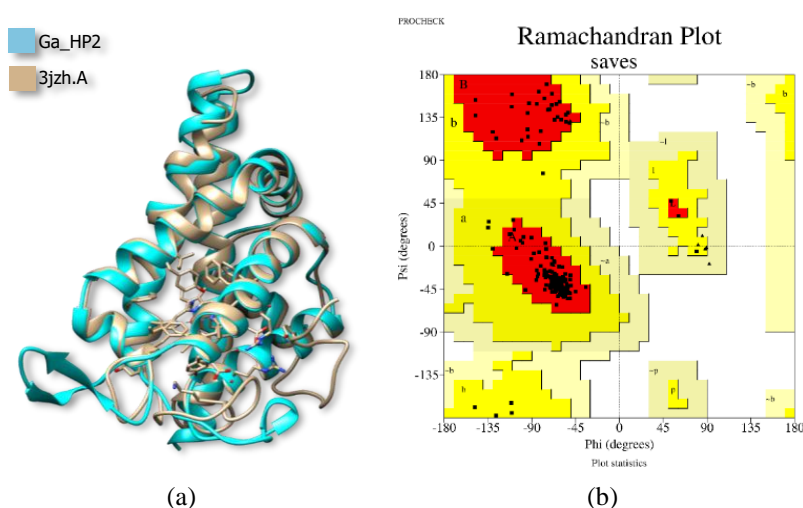 Ga_HP2
3jzh.A
(a)
PROCHECK
Ramachandran Plot
saves
B
b
~b
b
~l
l
a
A
L
~a
~b
b
~p
p
~b
180
135
90
45
0
-45
-90
-135
-180 -135 -90 -45 0 45 90 135 180
Psi (degrees)
Phi (degrees)
Plot statistics
(b)